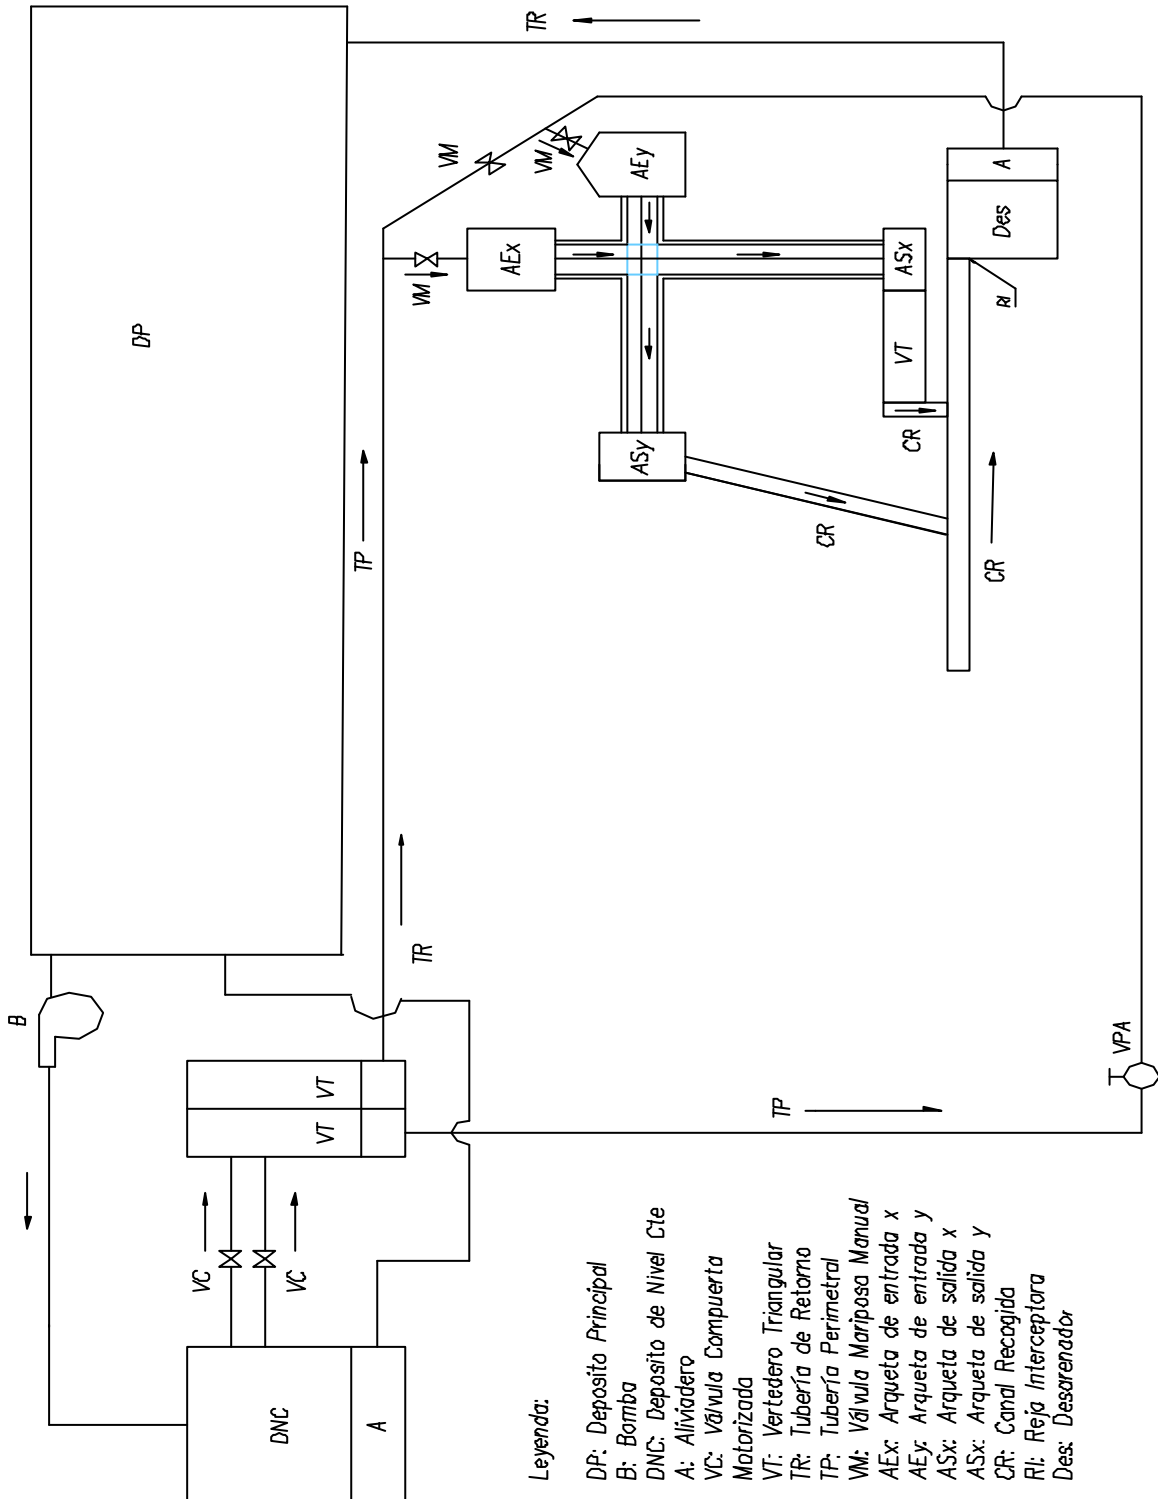 TR
DP
VM
VM
AEy
VM
AEx
A
Des
ASx
RI
VT
CR
ASy
CR
CR
TP
TR
B
VT
VT
TP
VPA
VC
VC
DNC
A
Leyenda:
DP: Deposito Principal
B: Bomba
DNC: Deposito de Nivel Cte
A: Aliviadero
VC: Válvula Compuerta
Motorizada
VT: Vertedero Triangular
TR: Tubería de Retorno
TP: Tubería Perimetral
VM: Válvula Mariposa Manual
AEx: Arqueta de entrada x
AEy: Arqueta de entrada y
ASx: Arqueta de salida x
ASx: Arqueta de salida y
CR: Canal Recogida
RI: Reja Interceptora
Des: Desarenador